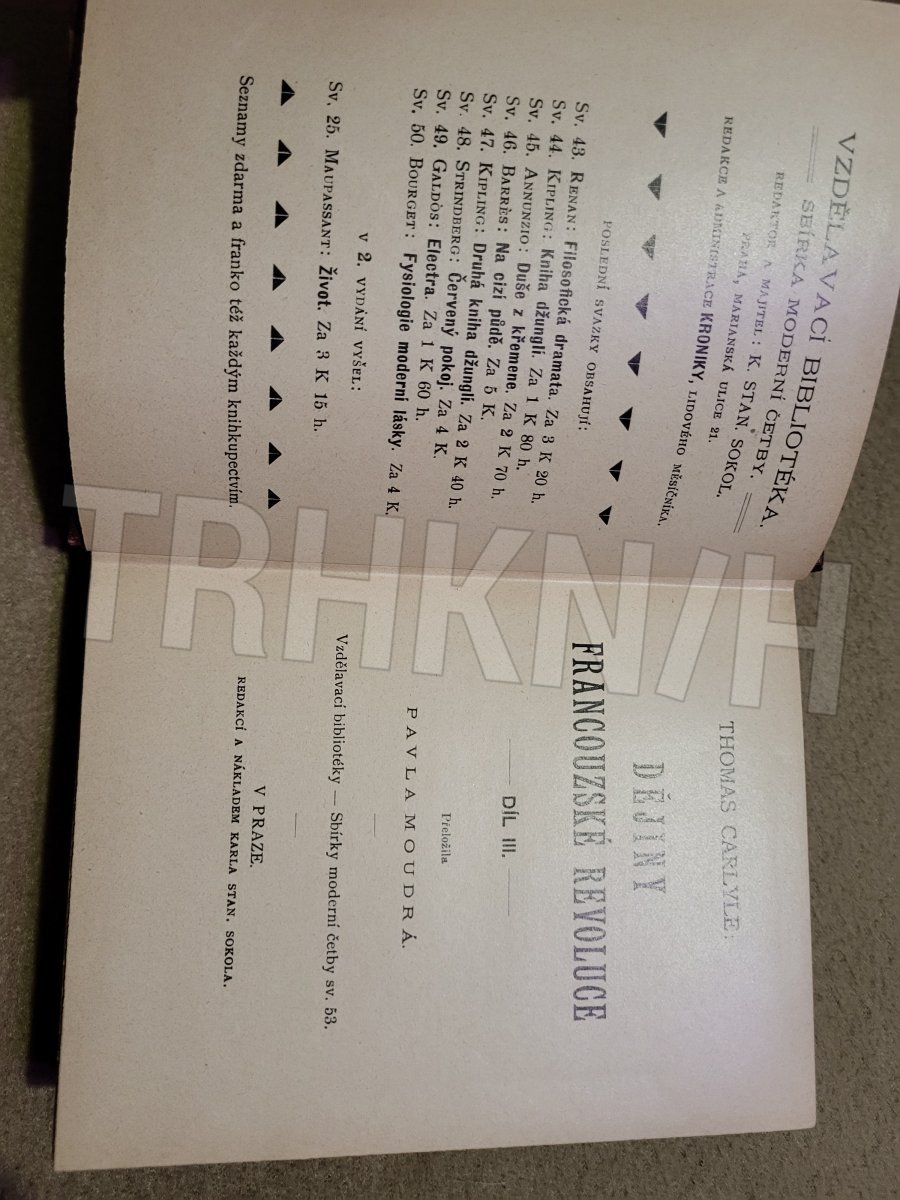 VZDĚLAVACÍ BIBLIOTÉKA.
SBÍRKA MODERNÍ ČETBY.
REDAKTOR A MAJITEL: K. STAN. SOKOL,
PRAHA, MARIANSKÁ ULICE 21.
REDAKCE A ADMINISTRACE KRONIKY, LIDOVÉHO MĚSÍČNÍKA.
POSLEDNÍ SVAZKY OBSAHUJÍ:
Sv. 43. RENAN: Filosofická dramata. Za 3 K 20 h.
Sv. 44. KIPLING: Kniha džunglí. Za 1 K 80 h.
Sv. 45. ANNUNZIO: Duše z křemene. Za 2 K 70 h.
Sv. 46. BARRÈS: Na cizí půdě. Za 5 K.
Sv. 47. KIPLING: Druhá kniha džunglí. Za 2 K 40 h.
Sv. 48. STRINDBERG: Červený pokoj. Za 4 K.
Sv. 49. GALDÒS: Electra. Za 1 K 60 h.
Sv. 50. BOURGET: Fysiologie moderní lásky. Za 4 K.
V 2. VYDÁNÍ VYŠEL:
Sv. 25. MAUPASSANT: Život. Za 3 K 15 h.
Seznamy zdarma a franko též každým knihkupectvím.
THOMAS CARLYLE:
DĚJINY
FRANCOUZSKÉ REVOLUCE
DÍL III.
Přeložila
PAVLA MOUDRÁ.
Vzdělavací bibliotéky — Sbírky moderní četby sv. 53.
V PRAZE.
REDAKCÍ A NÁKLADEM KARLA STAN. SOKOLA.
TRHKNIH